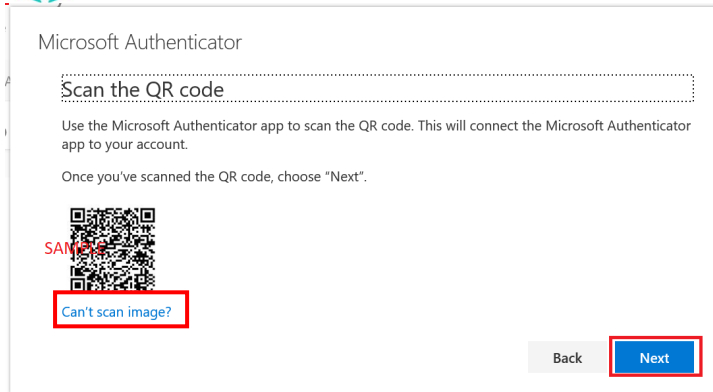 Microsoft Authenticator
Scan the QR code
Use the Microsoft Authenticator app to scan the QR code. This will connect the Microsoft Authenticator
app to your account.
Once you've scanned the QR code, choose “Next”.
SAMPLE
Can't scan image?
Back
Next